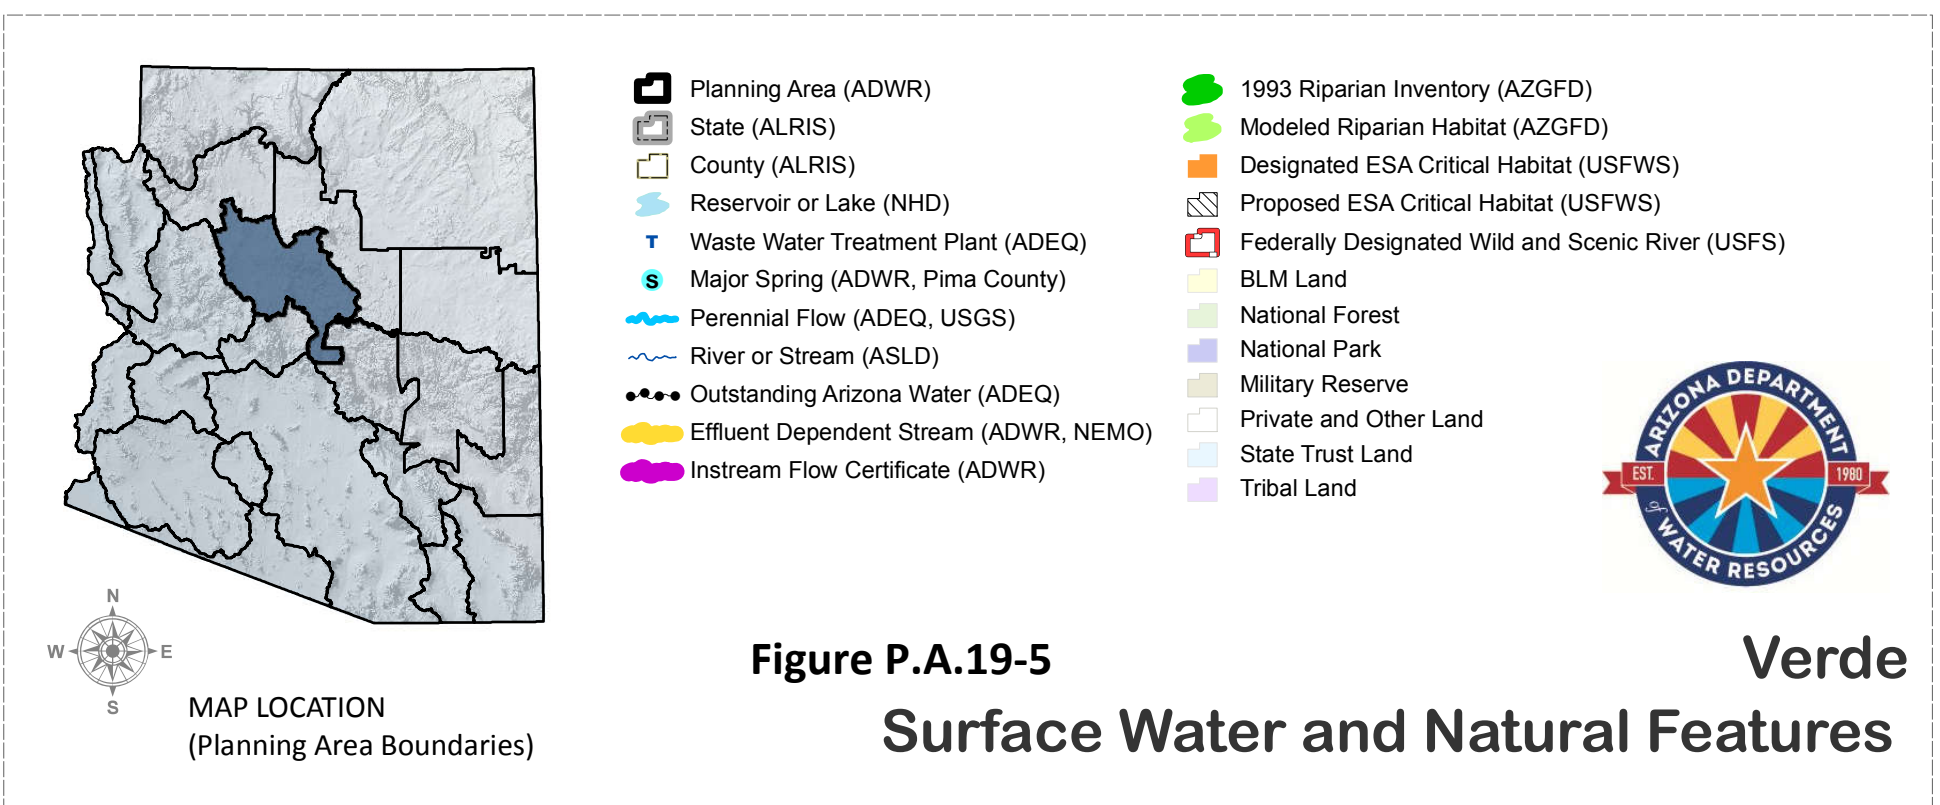 Planning Area (ADWR)
State (ALRIS)
County (ALRIS)
Reservoir or Lake (NHD)
T Waste Water Treatment Plant (ADEQ)
S Major Spring (ADWR, Pima County)
Perennial Flow (ADEQ, USGS)
River or Stream (ASLD)
Outstanding Arizona Water (ADEQ)
Effluent Dependent Stream (ADWR, NEMO)
Instream Flow Certificate (ADWR)
1993 Riparian Inventory (AZGFD)
Modeled Riparian Habitat (AZGFD)
Designated ESA Critical Habitat (USFWS)
Proposed ESA Critical Habitat (USFWS)
Federally Designated Wild and Scenic River (USFS)
BLM Land
National Forest
National Park
Military Reserve
Private and Other Land
State Trust Land
Tribal Land
ARIZONA DEPARTMENT
of WATER RESOURCES
EST. 1980
N
W E
S
MAP LOCATION
(Planning Area Boundaries)
Figure P.A.19-5
Verde
Surface Water and Natural Features